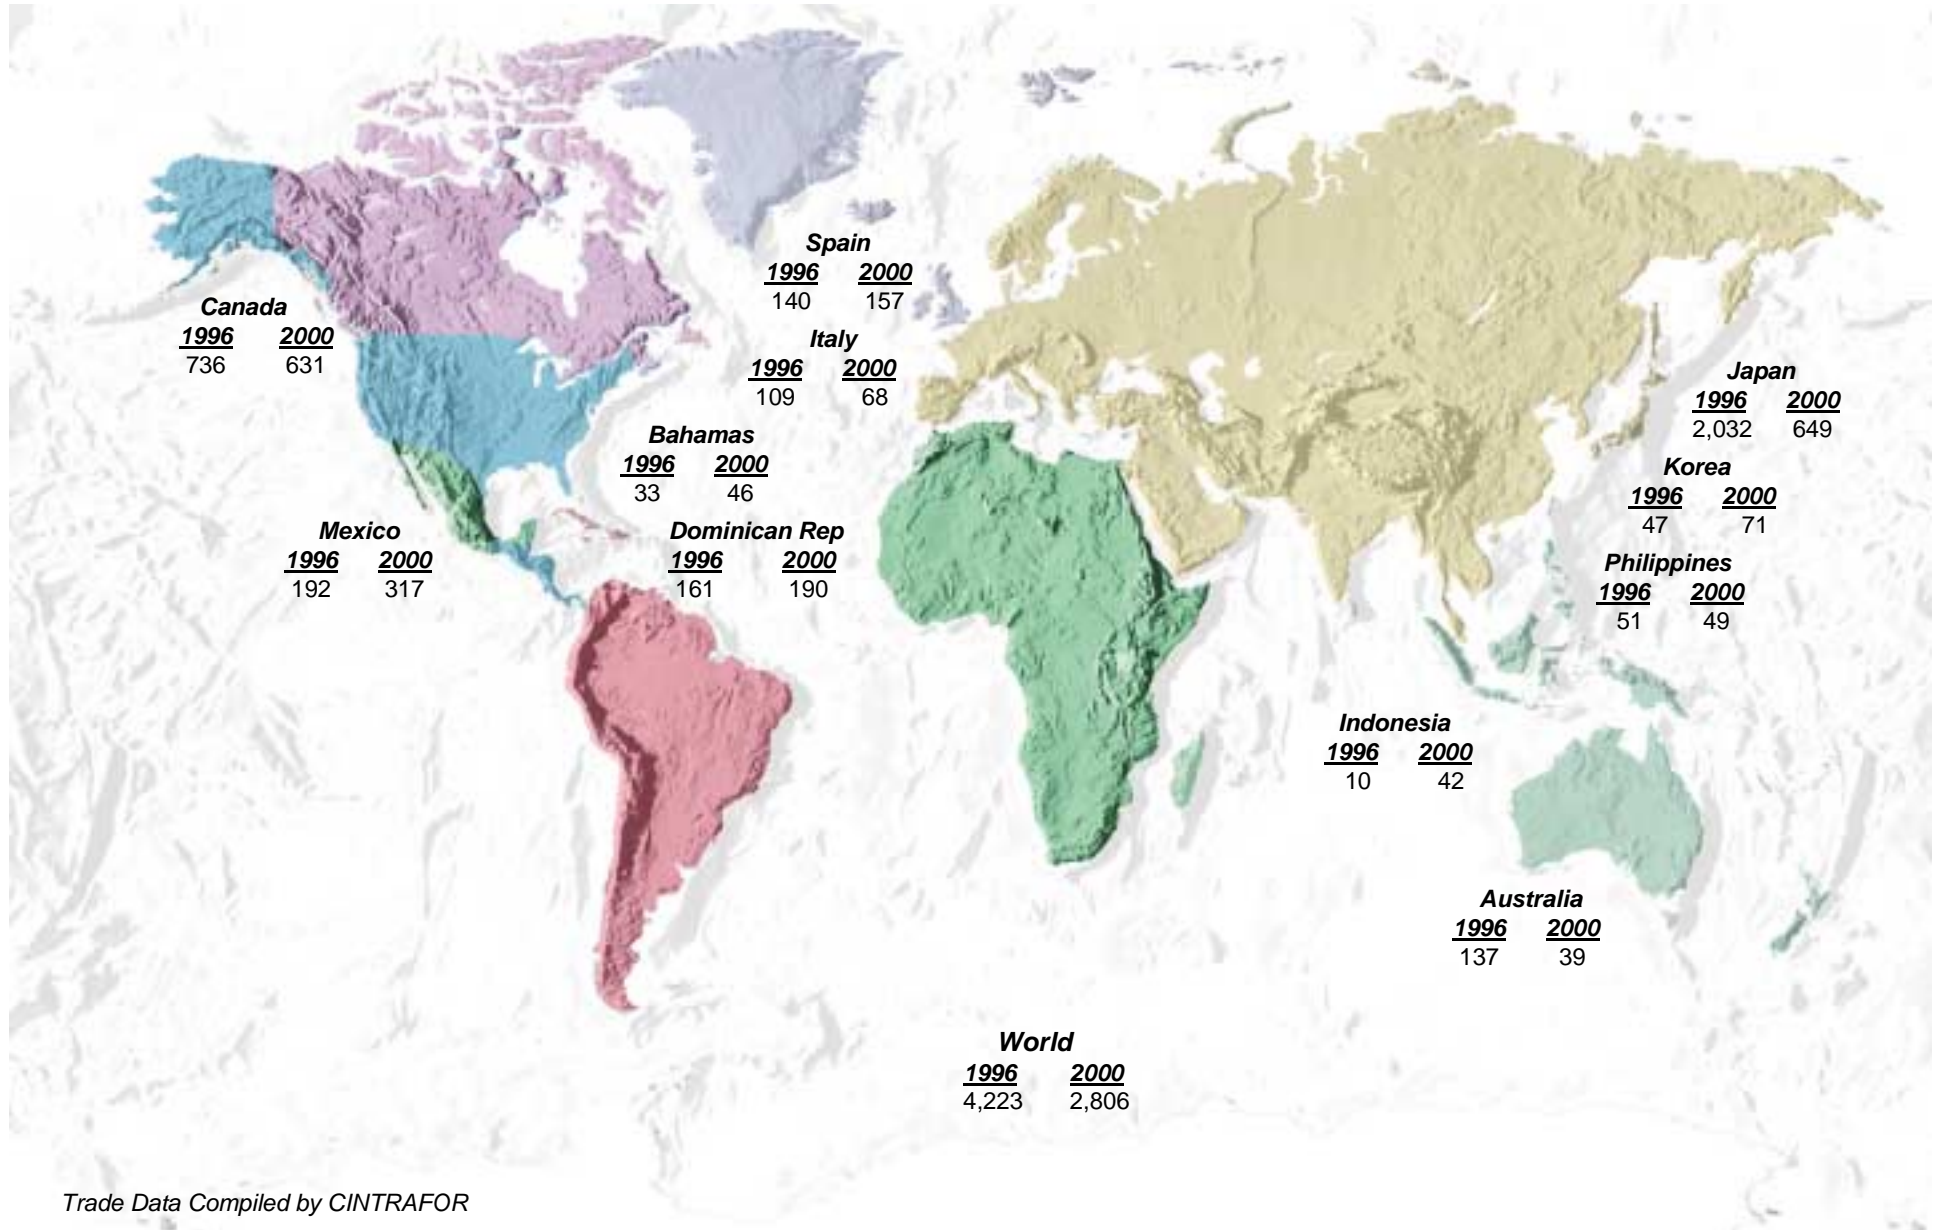 Spain
1996 2000
140 157
Canada
1996 2000
736 631
Italy
1996 2000
109 68
Japan
1996 2000
2,032 649
Bahamas
1996 2000
33 46
Korea
1996 2000
47 71
Mexico
1996 2000
192 317
Dominican Rep
1996 2000
161 190
Philippines
1996 2000
51 49
Indonesia
1996 2000
10 42
Australia
1996 2000
137 39
World
1996 2000
4,223 2,806
Trade Data Compiled by CINTRAFOR